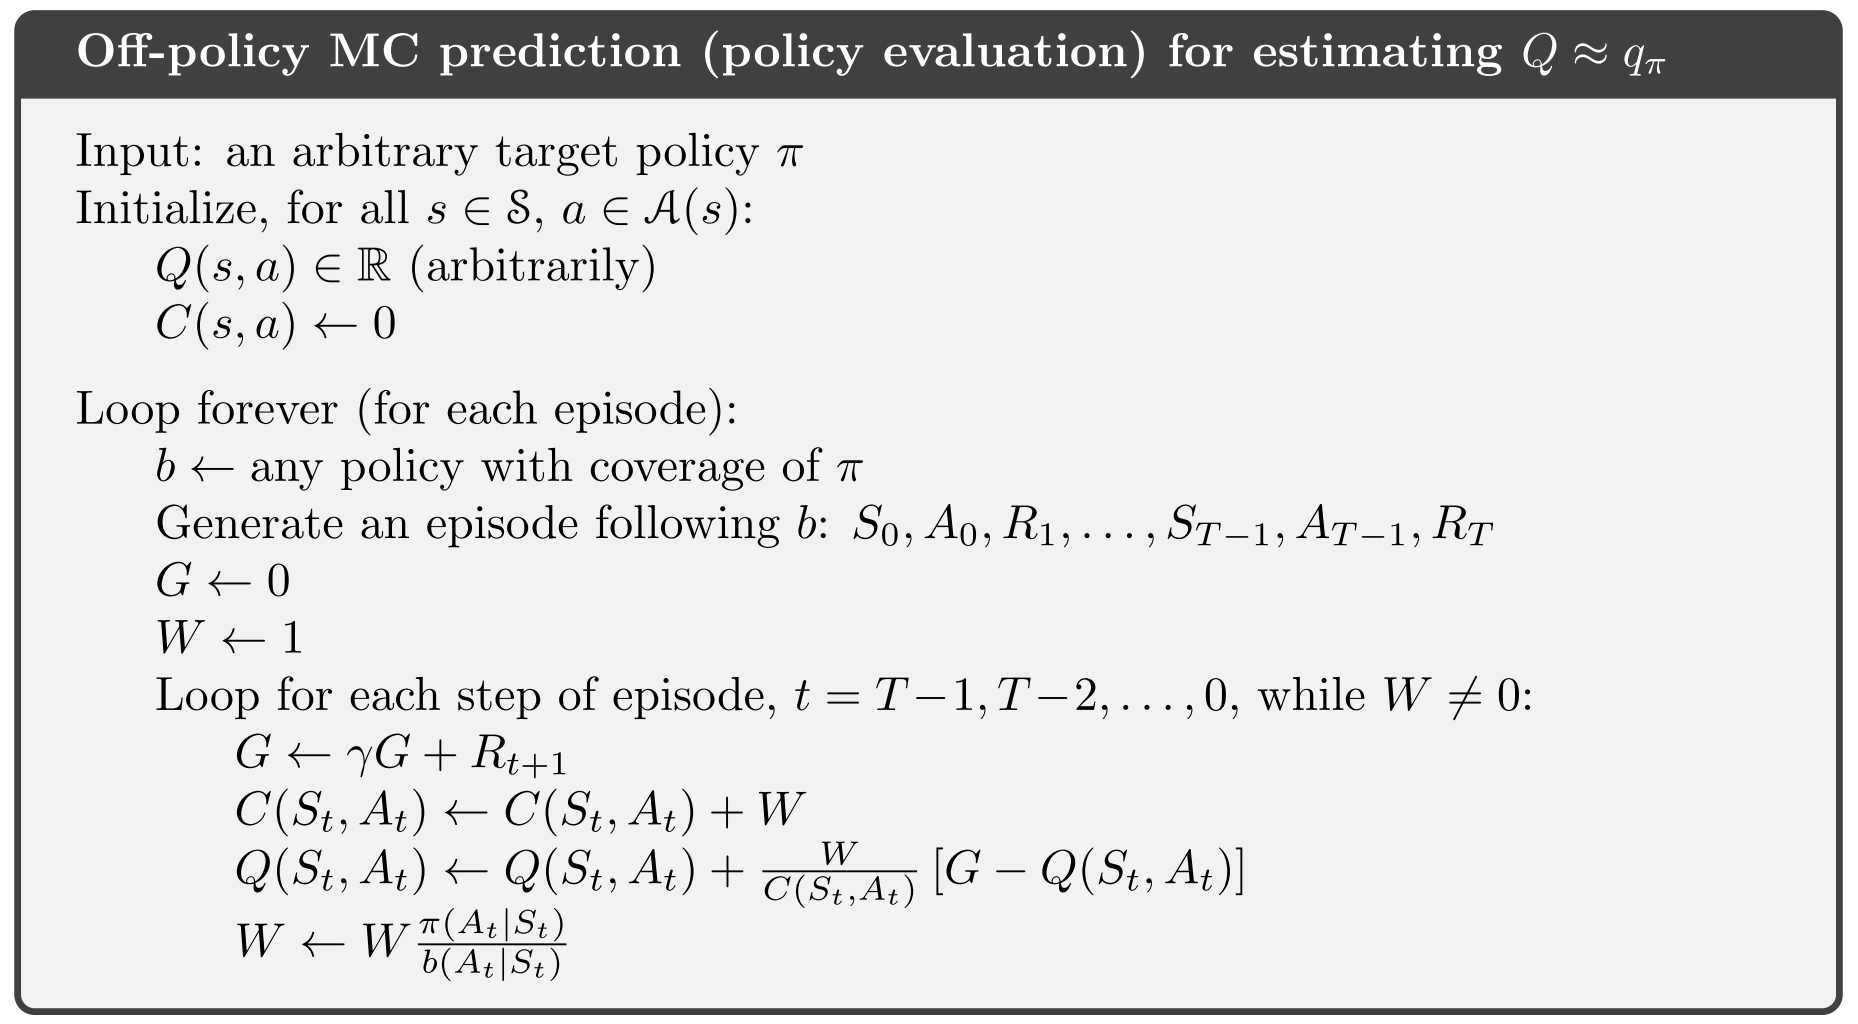 Off-policy MC prediction (policy evaluation) for estimating $Q \approx q_\pi$
Input: an arbitrary target policy $\pi$
Initialize, for all $s \in \mathcal{S}$, $a \in \mathcal{A}(s)$:
$Q(s, a) \in \mathbb{R}$ (arbitrarily)
$C(s, a) \leftarrow 0$
Loop forever (for each episode):
$b \leftarrow$ any policy with coverage of $\pi$
Generate an episode following $b$: $S_0, A_0, R_1, \ldots, S_{T-1}, A_{T-1}, R_T$
$G \leftarrow 0$
$W \leftarrow 1$
Loop for each step of episode, $t = T-1, T-2, \ldots, 0$, while $W \neq 0$:
$G \leftarrow \gamma G + R_{t+1}$
$C(S_t, A_t) \leftarrow C(S_t, A_t) + W$
$Q(S_t, A_t) \leftarrow Q(S_t, A_t) + \frac{W}{C(S_t, A_t)} [G - Q(S_t, A_t)]$
$W \leftarrow W \frac{\pi(A_t|S_t)}{b(A_t|S_t)}$